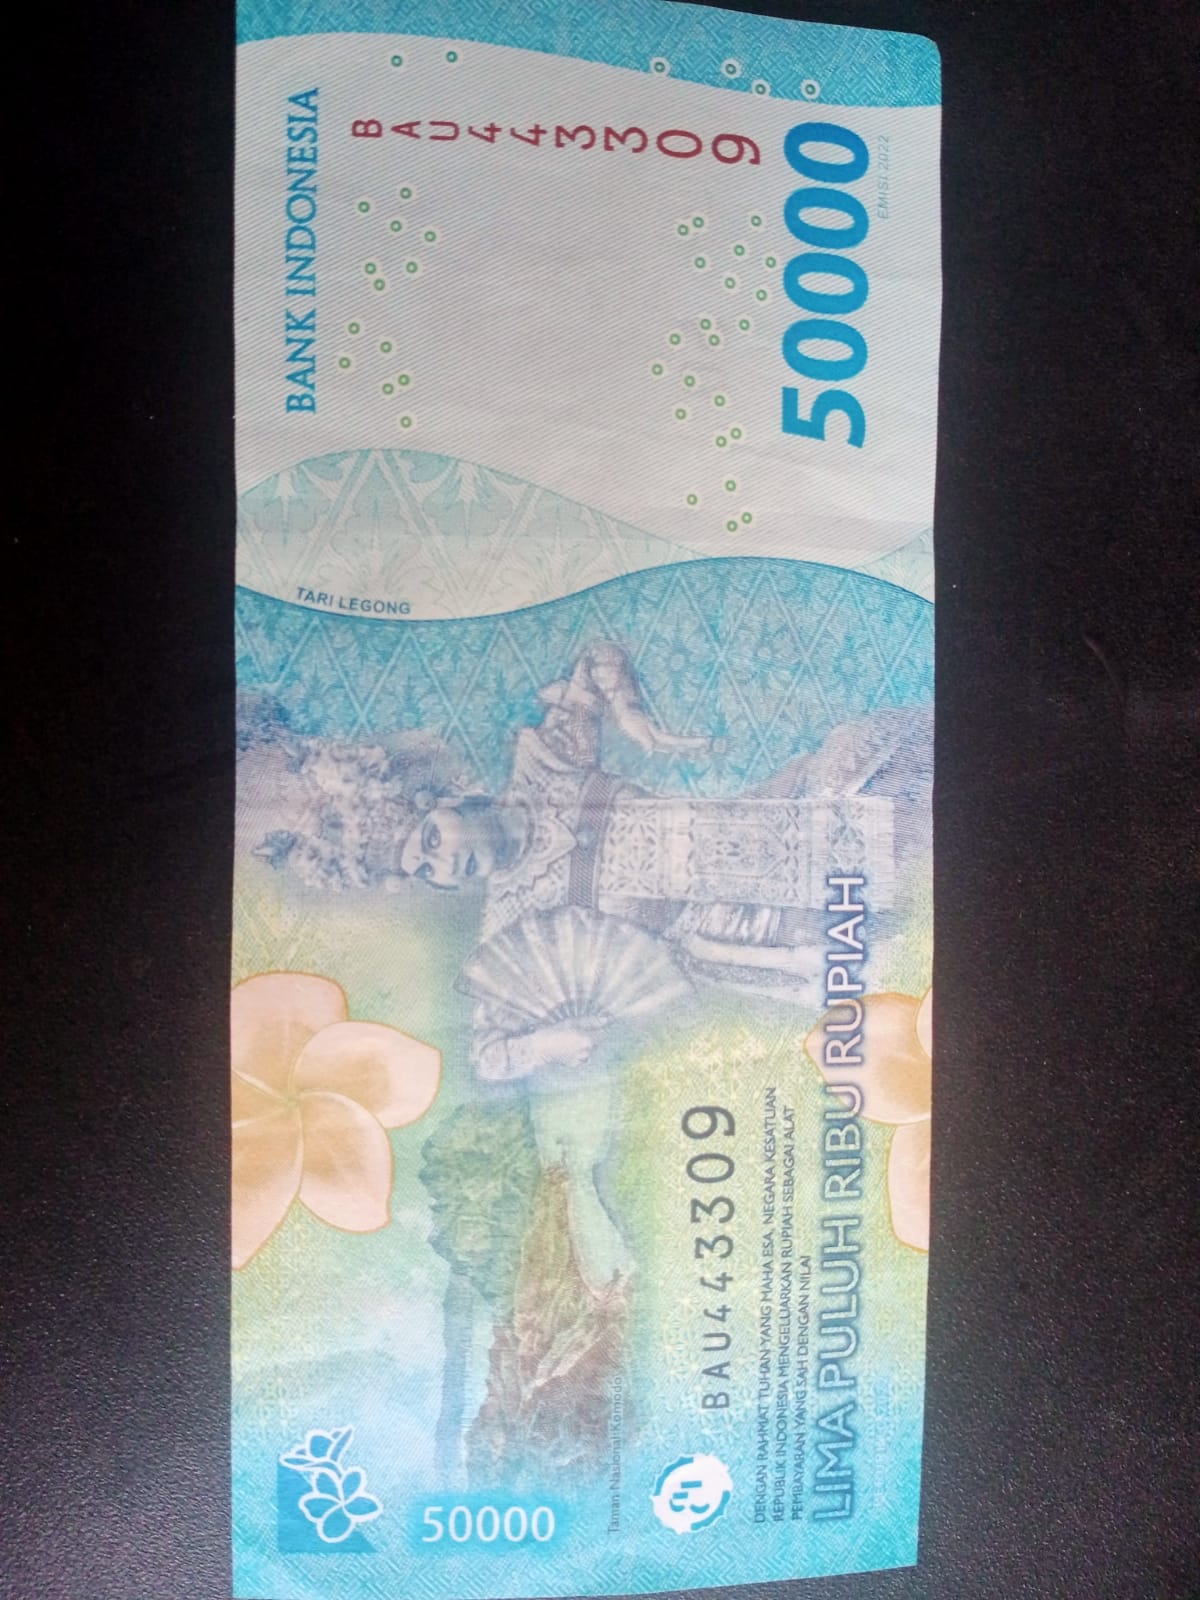 50000
Taman Nasional Komodo
BAU443309
DENGAN RAHMAT TUHAN YANG MAHA ESA, NEGARA KESATUAN
REPUBLIK INDONESIA MENGELUARKAN RUPIAH SEBAGAI ALAT
PEMBAYARAN YANG SAH DENGAN NILAI
LIMA PULUH RIBU RUPIAH
TARI LEGONG
BANK INDONESIA
BAU443309
50000
EMISI 2022